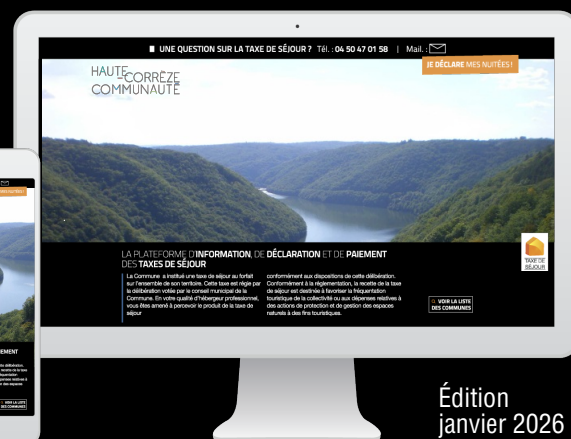 UNE QUESTION SUR LA TAXE DE SÉJOUR ? Tél. : 04 50 47 01 58 | Mail. :
JE DÉCLARE MES NUITÉES !
HAUTE
CORRÈZE
COMMUNAUTÉ
LA PLATEFORME D'INFORMATION, DE DÉCLARATION ET DE PAIEMENT
DES TAXES DE SÉJOUR
La Commune a institué une taxe de séjour au forfait
sur l'ensemble de son territoire. Cette taxe est régie par
la délibération votée par le conseil municipal de la
Commune. En votre qualité d'hébergeur professionnel,
vous êtes amené à percevoir le produit de la taxe de
séjour
conformément aux dispositions de cette délibération.
Conformément à la réglementation, la recette de la taxe
de séjour est destinée à favoriser la fréquentation
touristique de la collectivité ou aux dépenses relatives à
des actions de protection et de gestion des espaces
naturels à des fins touristiques.
TAXE DE
SÉJOUR
VOIR LA LISTE
DES COMMUNES
EMENT
VOIR LA LISTE
DES COMMUNES
Édition
janvier 2026